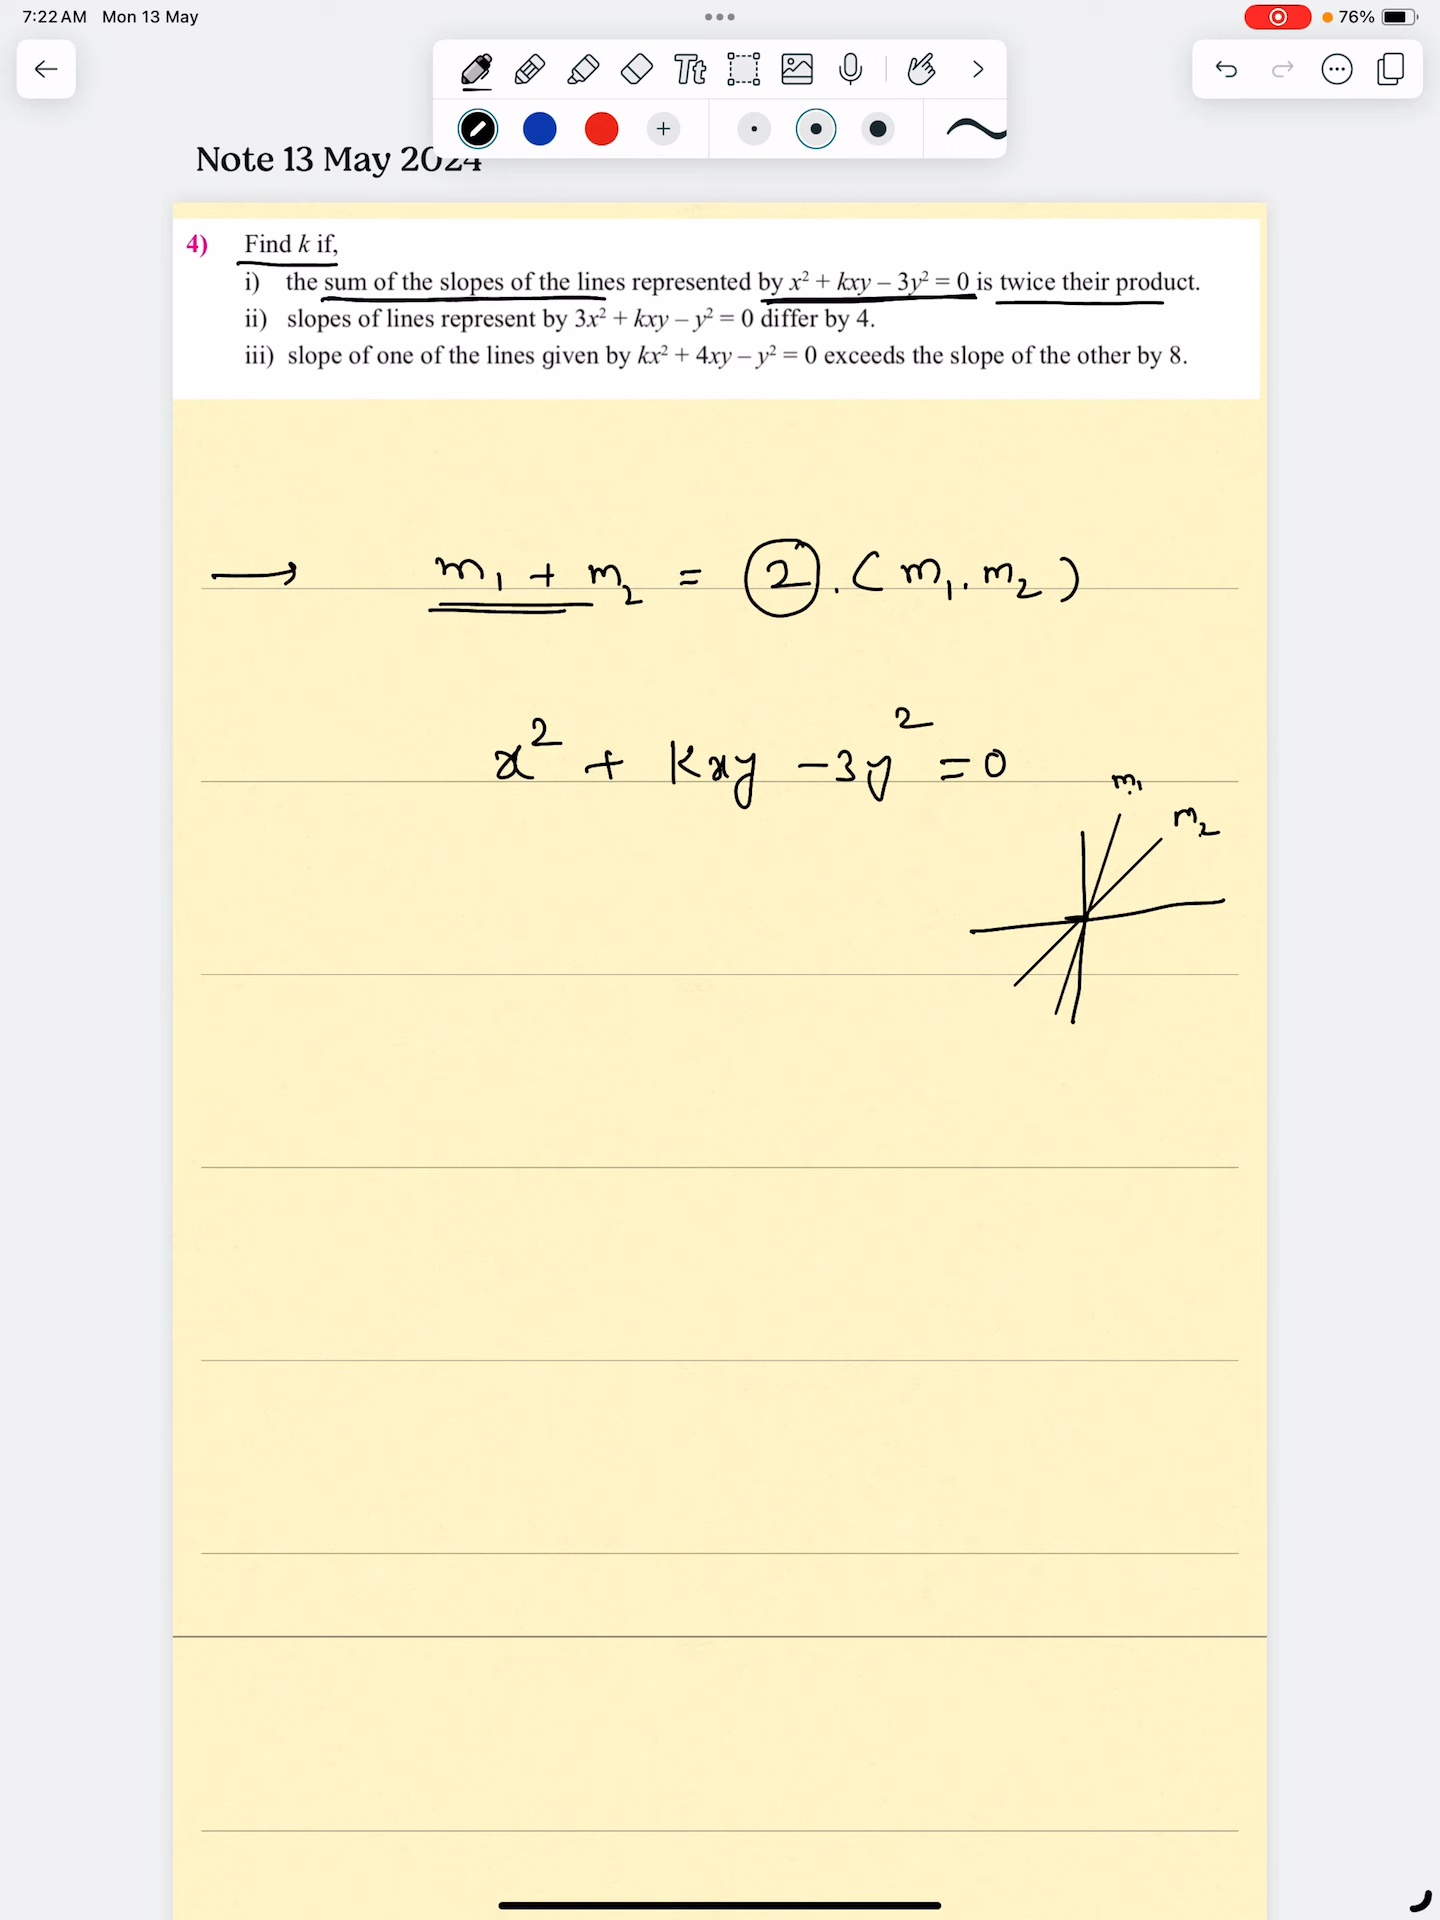 7:22 AM Mon 13 May
76%
Tt
Note 13 May 2024
4) Find k if,
i) the sum of the slopes of the lines represented by x² + kxy – 3y² = 0 is twice their product.
ii) slopes of lines represent by 3x² + kxy – y² = 0 differ by 4.
iii) slope of one of the lines given by kx² + 4xy – y² = 0 exceeds the slope of the other by 8.
→ m₁ + m₂ = 2 . ( m₁ . m₂ )
x² + kxy – 3y² = 0
m₁
m₂